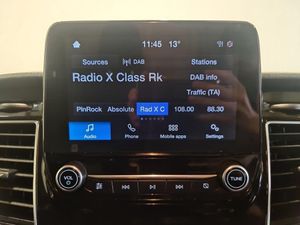 11:45 13°
Sources DAB Stations
Radio X Class Rk DAB info
Traffic (TA)
PlnRock Absolute Rad X C 106.00 88.30
Audio Phone Mobile apps Settings
VOL TUNE